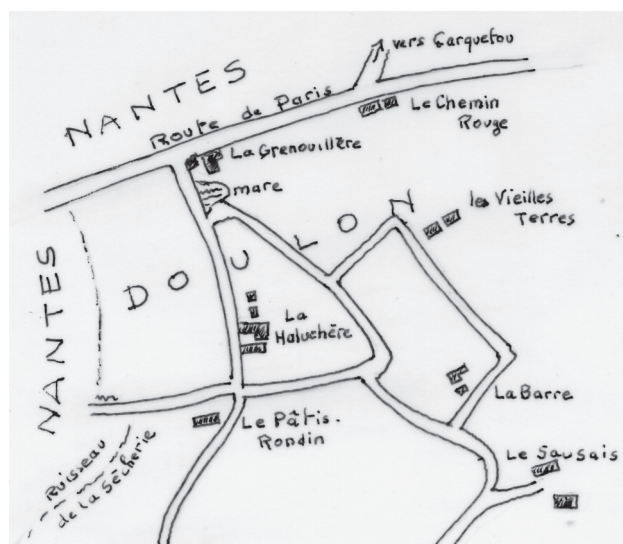 vers Carquefou
NANTES
Route de Paris
Le Chemin
Rouge
La Grenouillère
mare
les Vieilles
Terres
DOULON
NANTES
La
Haluchère
La Barre
Le Pâtis-
Rondin
Le Sausais
Ruisseau
de la Sècherie